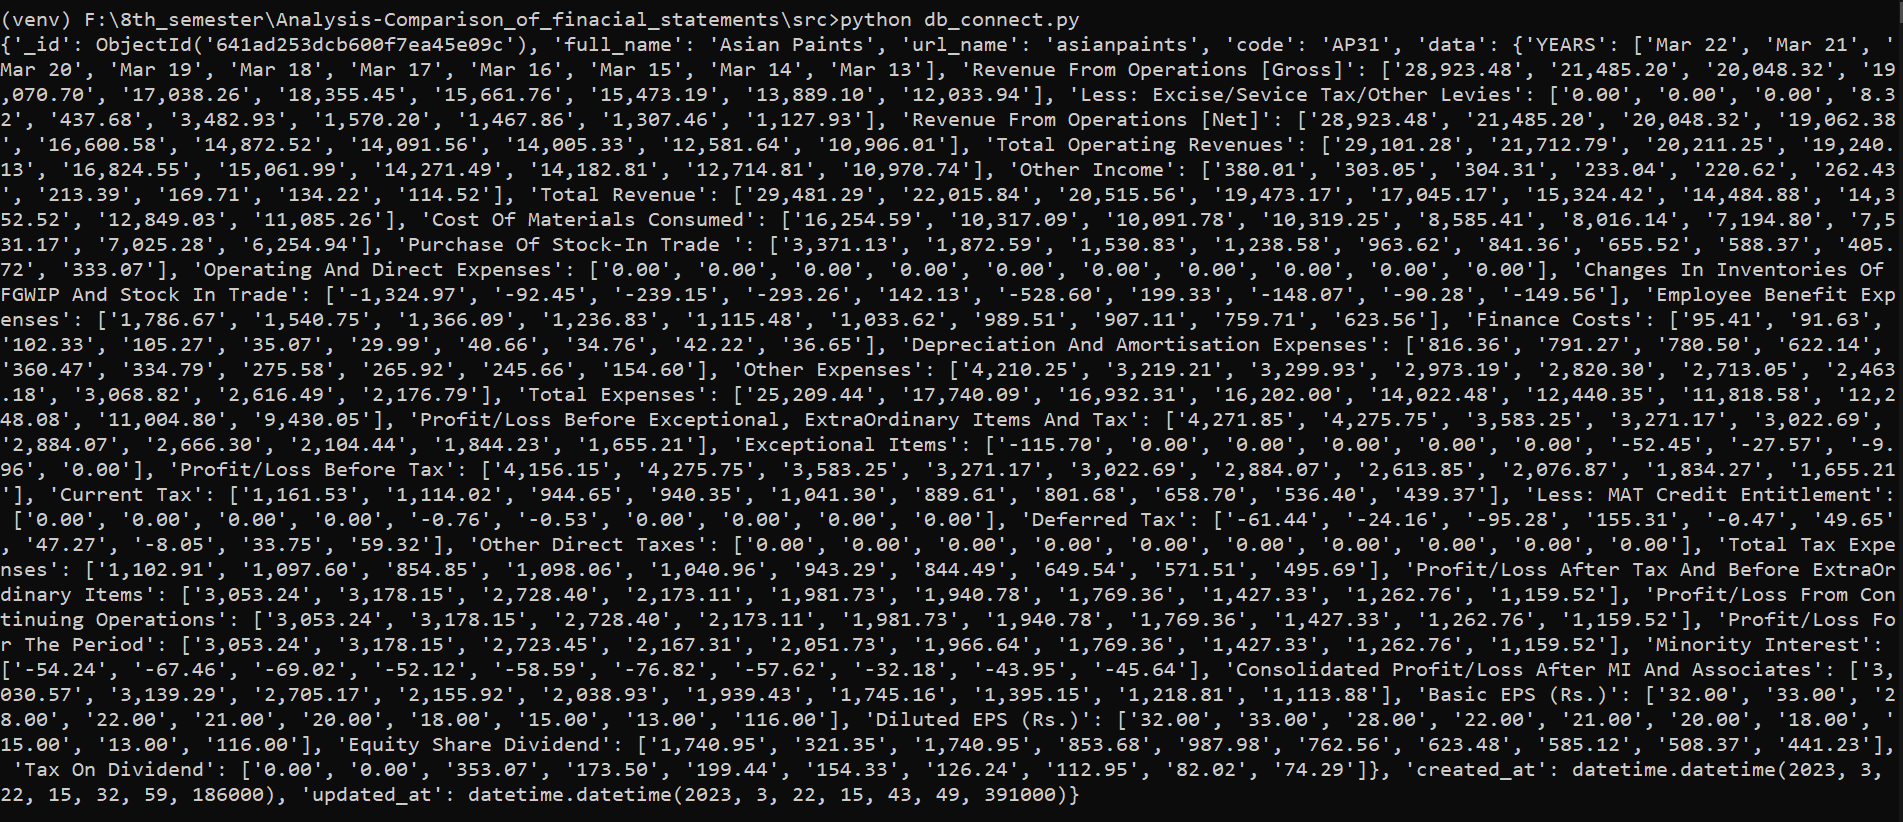 (venv) F:\8th_semester\Analysis-Comparison_of_finacial_statements\src>python db_connect.py
{'_id': ObjectId('641ad253dcb600f7ea45e09c'), 'full_name': 'Asian Paints', 'url_name': 'asianpaints', 'code': 'AP31', 'data': {'YEARS': ['Mar 22', 'Mar 21', '
Mar 20', 'Mar 19', 'Mar 18', 'Mar 17', 'Mar 16', 'Mar 15', 'Mar 14', 'Mar 13'], 'Revenue From Operations [Gross]': ['28,923.48', '21,485.20', '20,048.32', '19
,070.70', '17,038.26', '18,355.45', '15,661.76', '15,473.19', '13,889.10', '12,033.94'], 'Less: Excise/Sevice Tax/Other Levies': ['0.00', '0.00', '0.00', '8.3
2', '437.68', '3,482.93', '1,570.20', '1,467.86', '1,307.46', '1,127.93'], 'Revenue From Operations [Net]': ['28,923.48', '21,485.20', '20,048.32', '19,062.38
', '16,600.58', '14,872.52', '14,091.56', '14,005.33', '12,581.64', '10,906.01'], 'Total Operating Revenues': ['29,101.28', '21,712.79', '20,211.25', '19,240.
13', '16,824.55', '15,061.99', '14,271.49', '14,182.81', '12,714.81', '10,970.74'], 'Other Income': ['380.01', '303.05', '304.31', '233.04', '220.62', '262.43
', '213.39', '169.71', '134.22', '114.52'], 'Total Revenue': ['29,481.29', '22,015.84', '20,515.56', '19,473.17', '17,045.17', '15,324.42', '14,484.88', '14,3
52.52', '12,849.03', '11,085.26'], 'Cost Of Materials Consumed': ['16,254.59', '10,317.09', '10,091.78', '10,319.25', '8,585.41', '8,016.14', '7,194.80', '7,5
31.17', '7,025.28', '6,254.94'], 'Purchase Of Stock-In Trade ': ['3,371.13', '1,872.59', '1,530.83', '1,238.58', '963.62', '841.36', '655.52', '588.37', '405.
72', '333.07'], 'Operating And Direct Expenses': ['0.00', '0.00', '0.00', '0.00', '0.00', '0.00', '0.00', '0.00', '0.00', '0.00'], 'Changes In Inventories Of
FGWIP And Stock In Trade': ['-1,324.97', '-92.45', '-239.15', '-293.26', '142.13', '-528.60', '199.33', '-148.07', '-90.28', '-149.56'], 'Employee Benefit Exp
enses': ['1,786.67', '1,540.75', '1,366.09', '1,236.83', '1,115.48', '1,033.62', '989.51', '907.11', '759.71', '623.56'], 'Finance Costs': ['95.41', '91.63',
'102.33', '105.27', '35.07', '29.99', '40.66', '34.76', '42.22', '36.65'], 'Depreciation And Amortisation Expenses': ['816.36', '791.27', '780.50', '622.14',
'360.47', '334.79', '275.58', '265.92', '245.66', '154.60'], 'Other Expenses': ['4,210.25', '3,219.21', '3,299.93', '2,973.19', '2,820.30', '2,713.05', '2,463
.18', '3,068.82', '2,616.49', '2,176.79'], 'Total Expenses': ['25,209.44', '17,740.09', '16,932.31', '16,202.00', '14,022.48', '12,440.35', '11,818.58', '12,2
48.08', '11,004.80', '9,430.05'], 'Profit/Loss Before Exceptional, ExtraOrdinary Items And Tax': ['4,271.85', '4,275.75', '3,583.25', '3,271.17', '3,022.69',
'2,884.07', '2,666.30', '2,104.44', '1,844.23', '1,655.21'], 'Exceptional Items': ['-115.70', '0.00', '0.00', '0.00', '0.00', '0.00', '-52.45', '-27.57', '-9.
96', '0.00'], 'Profit/Loss Before Tax': ['4,156.15', '4,275.75', '3,583.25', '3,271.17', '3,022.69', '2,884.07', '2,613.85', '2,076.87', '1,834.27', '1,655.21
'], 'Current Tax': ['1,161.53', '1,114.02', '944.65', '940.35', '1,041.30', '889.61', '801.68', '658.70', '536.40', '439.37'], 'Less: MAT Credit Entitlement':
['0.00', '0.00', '0.00', '0.00', '-0.76', '-0.53', '0.00', '0.00', '0.00', '0.00'], 'Deferred Tax': ['-61.44', '-24.16', '-95.28', '155.31', '-0.47', '49.65'
, '47.27', '-8.05', '33.75', '59.32'], 'Other Direct Taxes': ['0.00', '0.00', '0.00', '0.00', '0.00', '0.00', '0.00', '0.00', '0.00', '0.00'], 'Total Tax Expe
nses': ['1,102.91', '1,097.60', '854.85', '1,098.06', '1,040.96', '943.29', '844.49', '649.54', '571.51', '495.69'], 'Profit/Loss After Tax And Before ExtraOr
dinary Items': ['3,053.24', '3,178.15', '2,728.40', '2,173.11', '1,981.73', '1,940.78', '1,769.36', '1,427.33', '1,262.76', '1,159.52'], 'Profit/Loss From Con
tinuing Operations': ['3,053.24', '3,178.15', '2,728.40', '2,173.11', '1,981.73', '1,940.78', '1,769.36', '1,427.33', '1,262.76', '1,159.52'], 'Profit/Loss Fo
r The Period': ['3,053.24', '3,178.15', '2,723.45', '2,167.31', '2,051.73', '1,966.64', '1,769.36', '1,427.33', '1,262.76', '1,159.52'], 'Minority Interest':
['-54.24', '-67.46', '-69.02', '-52.12', '-58.59', '-76.82', '-57.62', '-32.18', '-43.95', '-45.64'], 'Consolidated Profit/Loss After MI And Associates': ['3,
030.57', '3,139.29', '2,705.17', '2,155.92', '2,038.93', '1,939.43', '1,745.16', '1,395.15', '1,218.81', '1,113.88'], 'Basic EPS (Rs.)': ['32.00', '33.00', '2
8.00', '22.00', '21.00', '20.00', '18.00', '15.00', '13.00', '116.00'], 'Diluted EPS (Rs.)': ['32.00', '33.00', '28.00', '22.00', '21.00', '20.00', '18.00', '
15.00', '13.00', '116.00'], 'Equity Share Dividend': ['1,740.95', '321.35', '1,740.95', '853.68', '987.98', '762.56', '623.48', '585.12', '508.37', '441.23'],
'Tax On Dividend': ['0.00', '0.00', '353.07', '173.50', '199.44', '154.33', '126.24', '112.95', '82.02', '74.29']}, 'created_at': datetime.datetime(2023, 3,
22, 15, 32, 59, 186000), 'updated_at': datetime.datetime(2023, 3, 22, 15, 43, 49, 391000)}